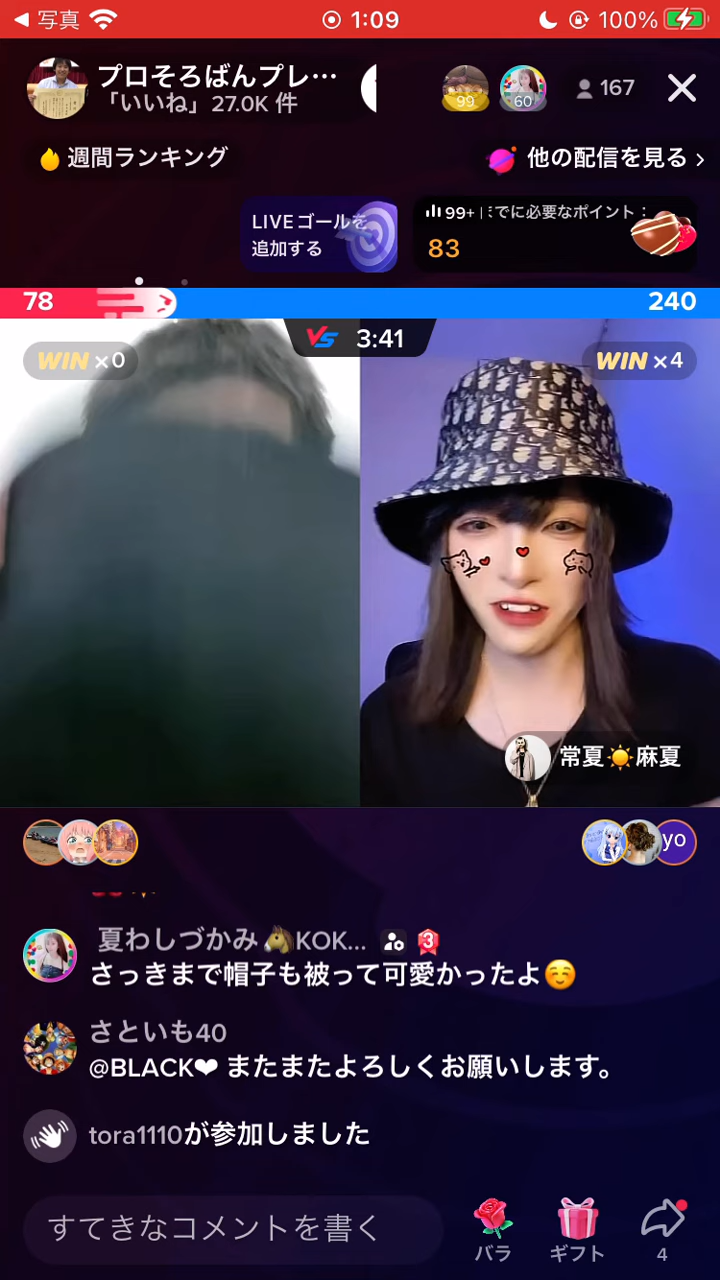 写真
1:09
100%
プロそろばんプレ…
「いいね」27.0K 件
99
60
167
週間ランキング
他の配信を見る
LIVEゴールを
追加する
99+
までに必要なポイント：
83
78
240
VS 3:41
WIN ×0
WIN ×4
常夏☀️麻夏
yo
夏わしづかみ🐴KOK...
3
さっきまで帽子も被って可愛かったよ☺️
さといも40
@BLACK❤ またまたよろしくお願いします。
tora1110が参加しました
すてきなコメントを書く
バラ
ギフト
4